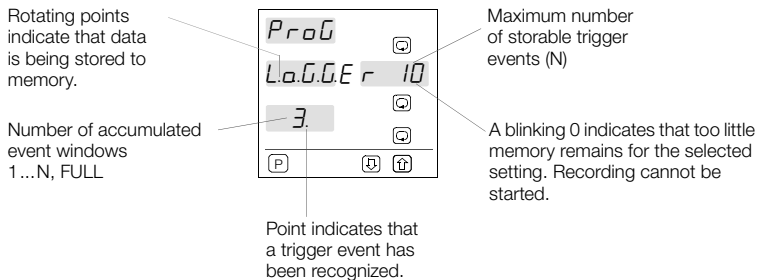 Rotating points
indicate that data
is being stored to
memory.
Number of accumulated
event windows
1...N, FULL
ProG
L.o.G.G.E r 10
3.
P
Maximum number
of storable trigger
events (N)
A blinking 0 indicates that too little
memory remains for the selected
setting. Recording cannot be
started.
Point indicates that
a trigger event has
been recognized.